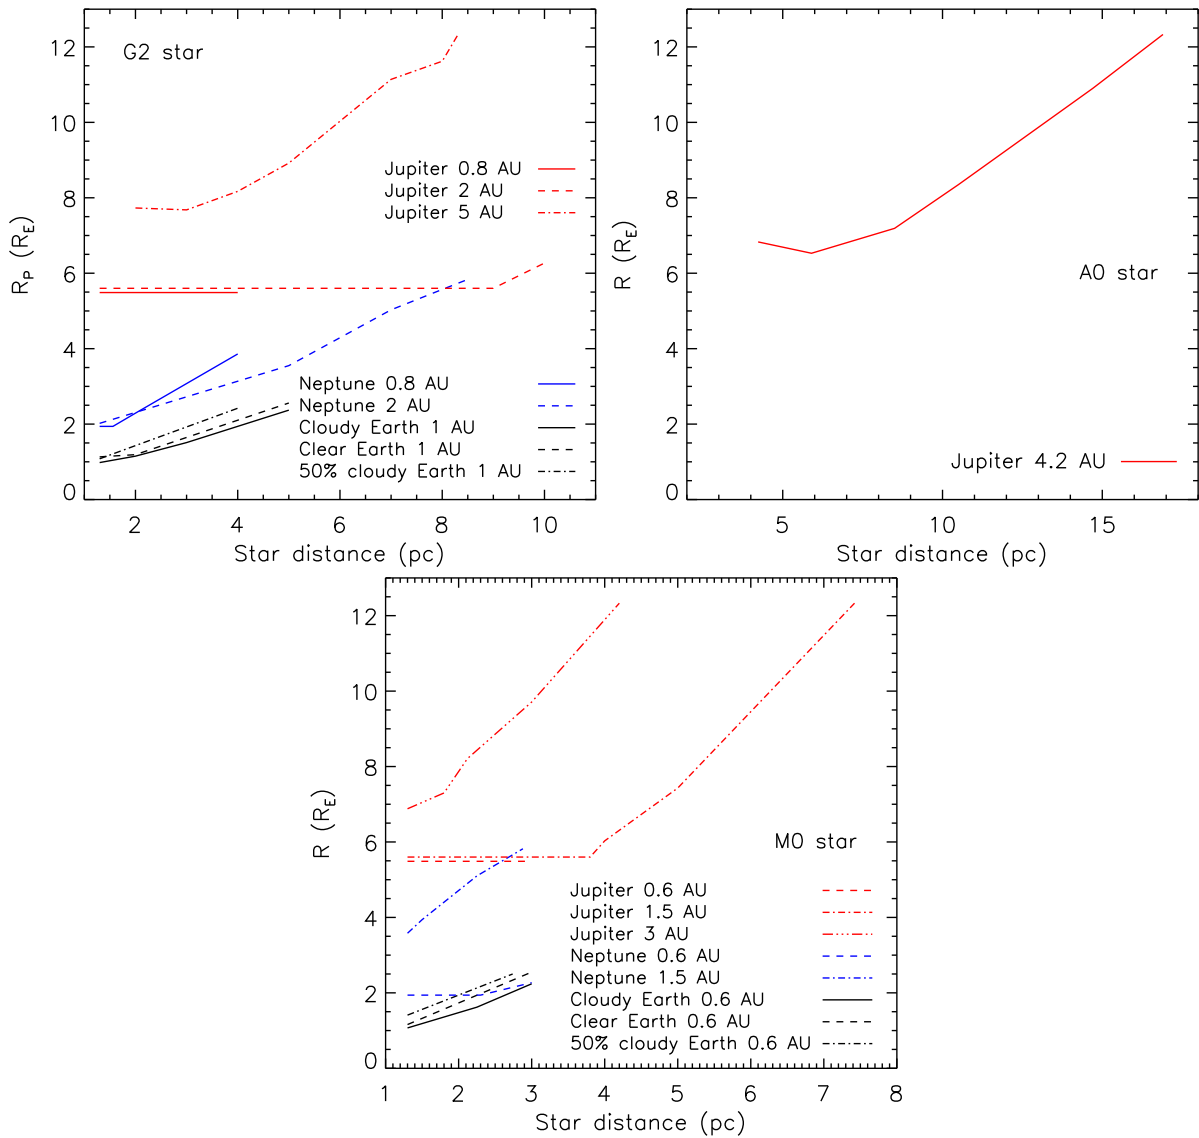 G2 star
12
10
8
6
4
2
0
R_P (R_E)
Jupiter 0.8 AU
Jupiter 2 AU
Jupiter 5 AU
Neptune 0.8 AU
Neptune 2 AU
Cloudy Earth 1 AU
Clear Earth 1 AU
50% cloudy Earth 1 AU
2 4 6 8 10
Star distance (pc)
12
10
8
6
4
2
0
R (R_E)
A0 star
Jupiter 4.2 AU
5 10 15
Star distance (pc)
12
10
8
6
4
2
0
R (R_E)
M0 star
Jupiter 0.6 AU
Jupiter 1.5 AU
Jupiter 3 AU
Neptune 0.6 AU
Neptune 1.5 AU
Cloudy Earth 0.6 AU
Clear Earth 0.6 AU
50% cloudy Earth 0.6 AU
1 2 3 4 5 6 7 8
Star distance (pc)